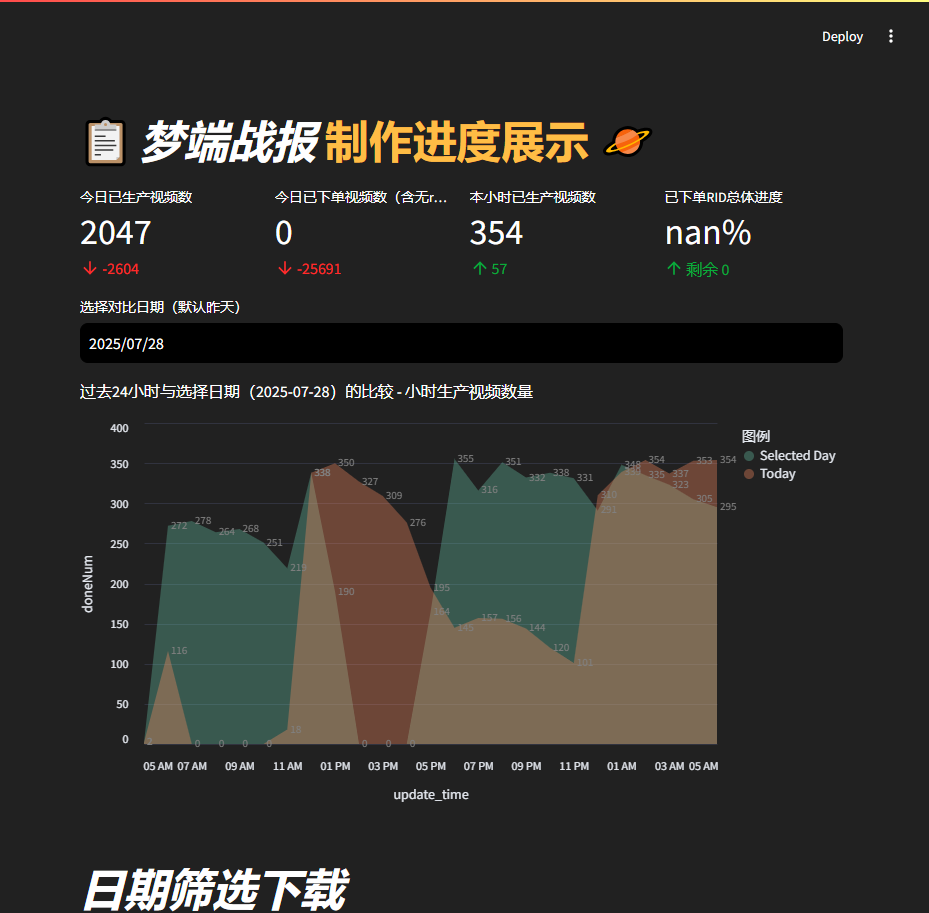 Deploy
梦端战报制作进度展示
今日已生产视频数
2047
-2604
今日已下单视频数（含无r…
0
-25691
本小时已生产视频数
354
57
已下单RID总体进度
nan%
剩余 0
选择对比日期（默认昨天）
2025/07/28
过去24小时与选择日期（2025-07-28）的比较 - 小时生产视频数量
图例
Selected Day
Today
doneNum
400
350
300
250
200
150
100
50
0
355 351 348 354 353 354
338 350 316 332 338 331 335 337
327 309 310 323 305 295
272 278 264 268 276 291
251 219
190 195
116 164 157 156 144
120 101
18
2 0 0 0 0 0 0 0
05 AM 07 AM 09 AM 11 AM 01 PM 03 PM 05 PM 07 PM 09 PM 11 PM 01 AM 03 AM 05 AM
update_time
日期筛选下载